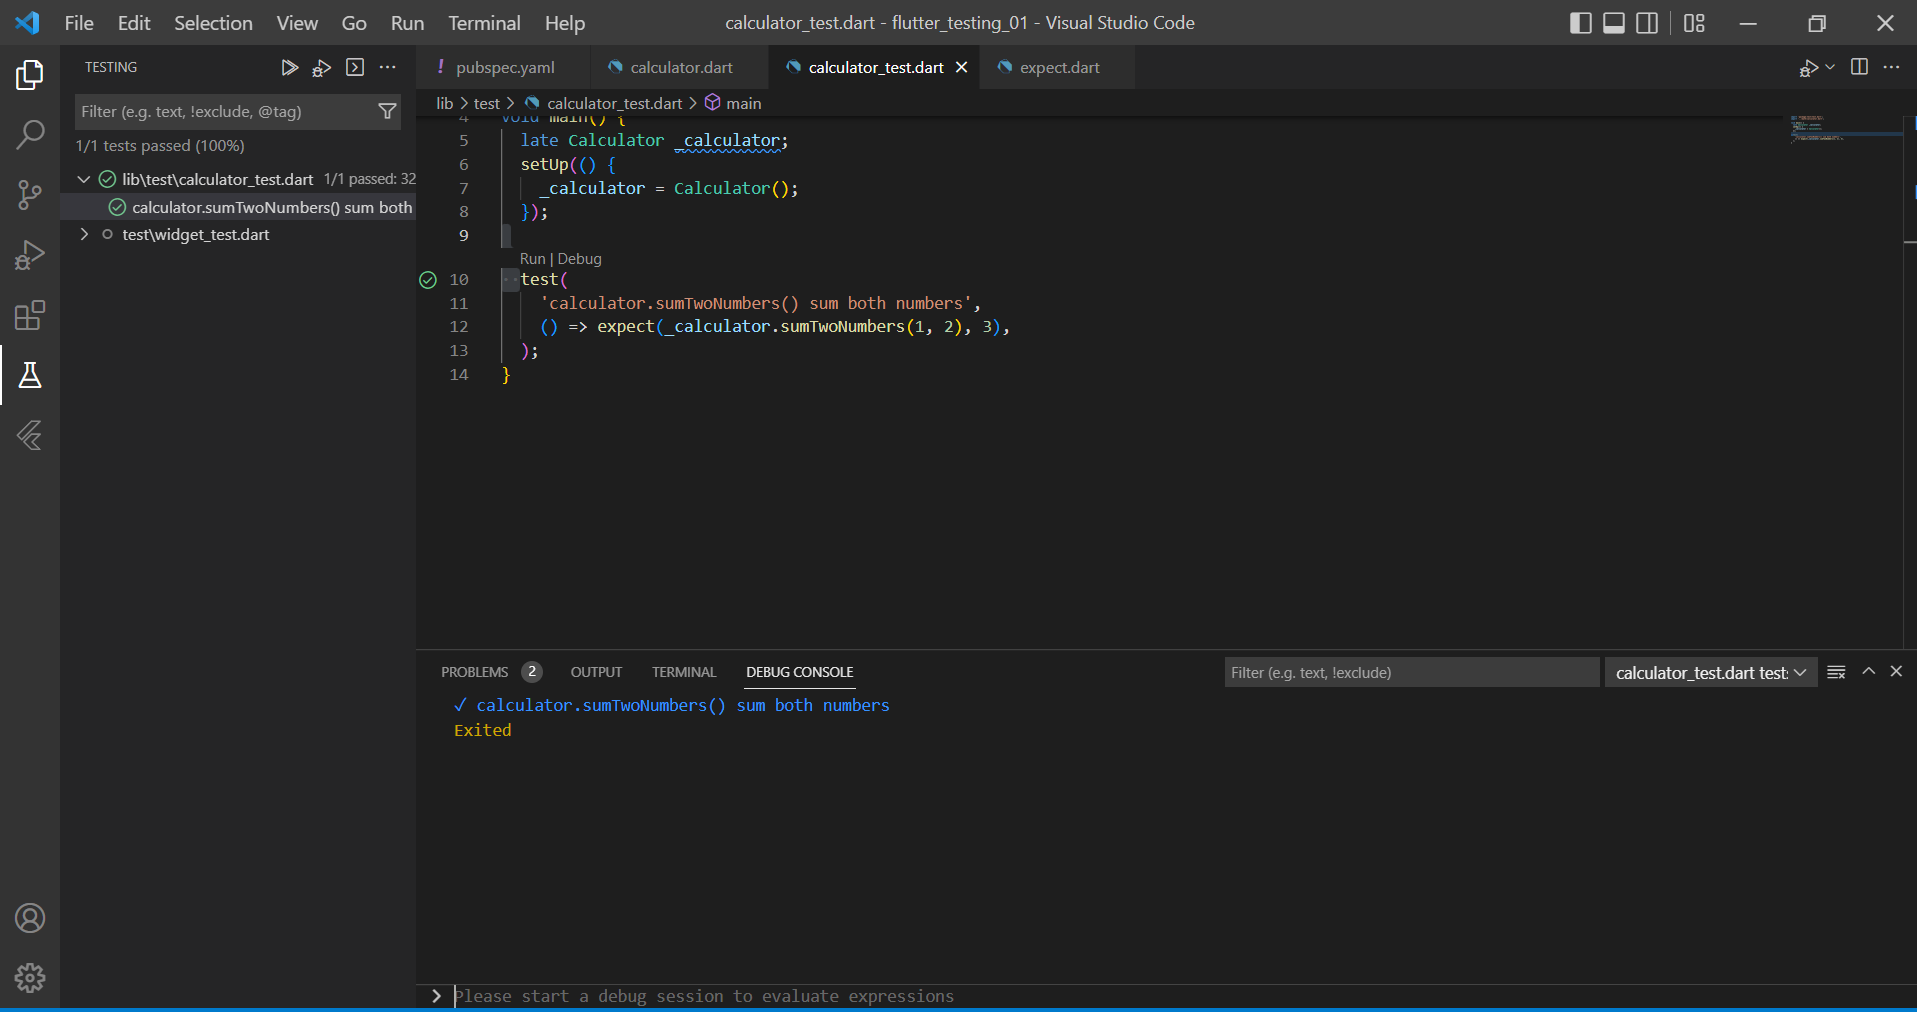 File Edit Selection View Go Run Terminal Help
calculator_test.dart - flutter_testing_01 - Visual Studio Code
TESTING
Filter (e.g. text, !exclude, @tag)
1/1 tests passed (100%)
lib\test\calculator_test.dart 1/1 passed: 32
calculator.sumTwoNumbers() sum both
test\widget_test.dart
! pubspec.yaml
calculator.dart
calculator_test.dart
expect.dart
lib > test > calculator_test.dart > main
4 void main() {
5 late Calculator _calculator;
6 setUp(() {
7 _calculator = Calculator();
8 });
9
Run | Debug
10 test(
11 'calculator.sumTwoNumbers() sum both numbers',
12 () => expect(_calculator.sumTwoNumbers(1, 2), 3),
13 );
14 }
PROBLEMS 2 OUTPUT TERMINAL DEBUG CONSOLE
Filter (e.g. text, !exclude)
calculator_test.dart test
✓ calculator.sumTwoNumbers() sum both numbers
Exited
> Please start a debug session to evaluate expressions